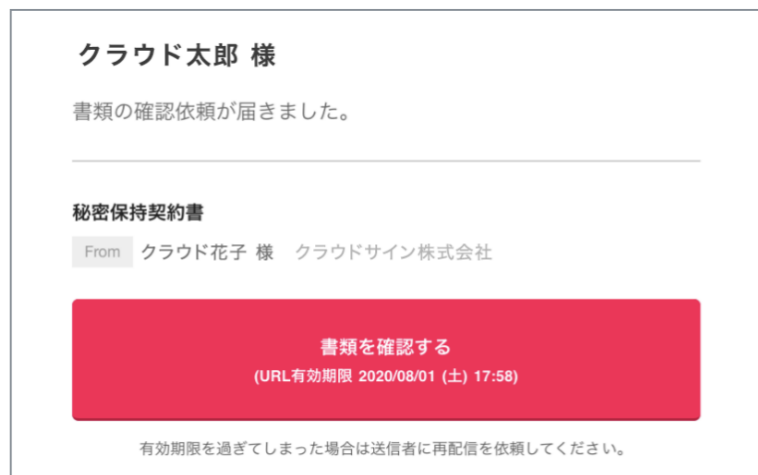 クラウド太郎 様
書類の確認依頼が届きました。
秘密保持契約書
From クラウド花子 様 クラウドサイン株式会社
書類を確認する
(URL有効期限 2020/08/01 (土) 17:58)
有効期限を過ぎてしまった場合は送信者に再配信を依頼してください。